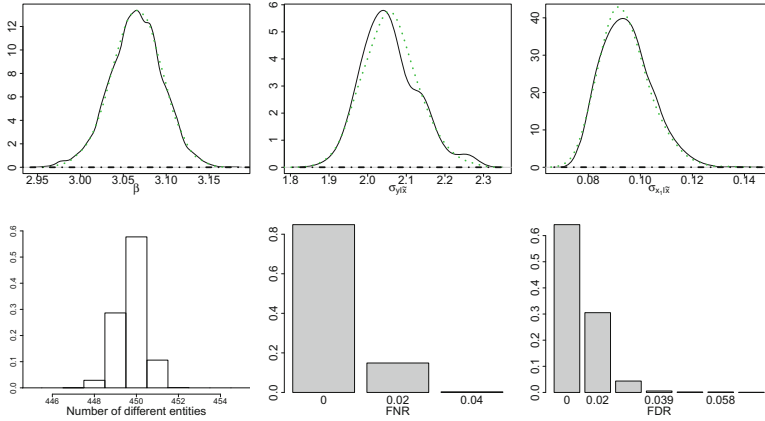 0 2 4 6 8 10 12
2.95 3.00 3.05 3.10 3.15
β
0 1 2 3 4 5 6
1.8 1.9 2.0 2.1 2.2 2.3
σy|x̃
0 10 20 30 40
0.08 0.10 0.12 0.14
σx₁|x̃
0.0 0.1 0.2 0.3 0.4 0.5 0.6
446 448 450 452 454
Number of different entities
0.0 0.2 0.4 0.6 0.8
0 0.02 0.04
FNR
0.0 0.1 0.2 0.3 0.4 0.5 0.6
0 0.02 0.039 0.058
FDR